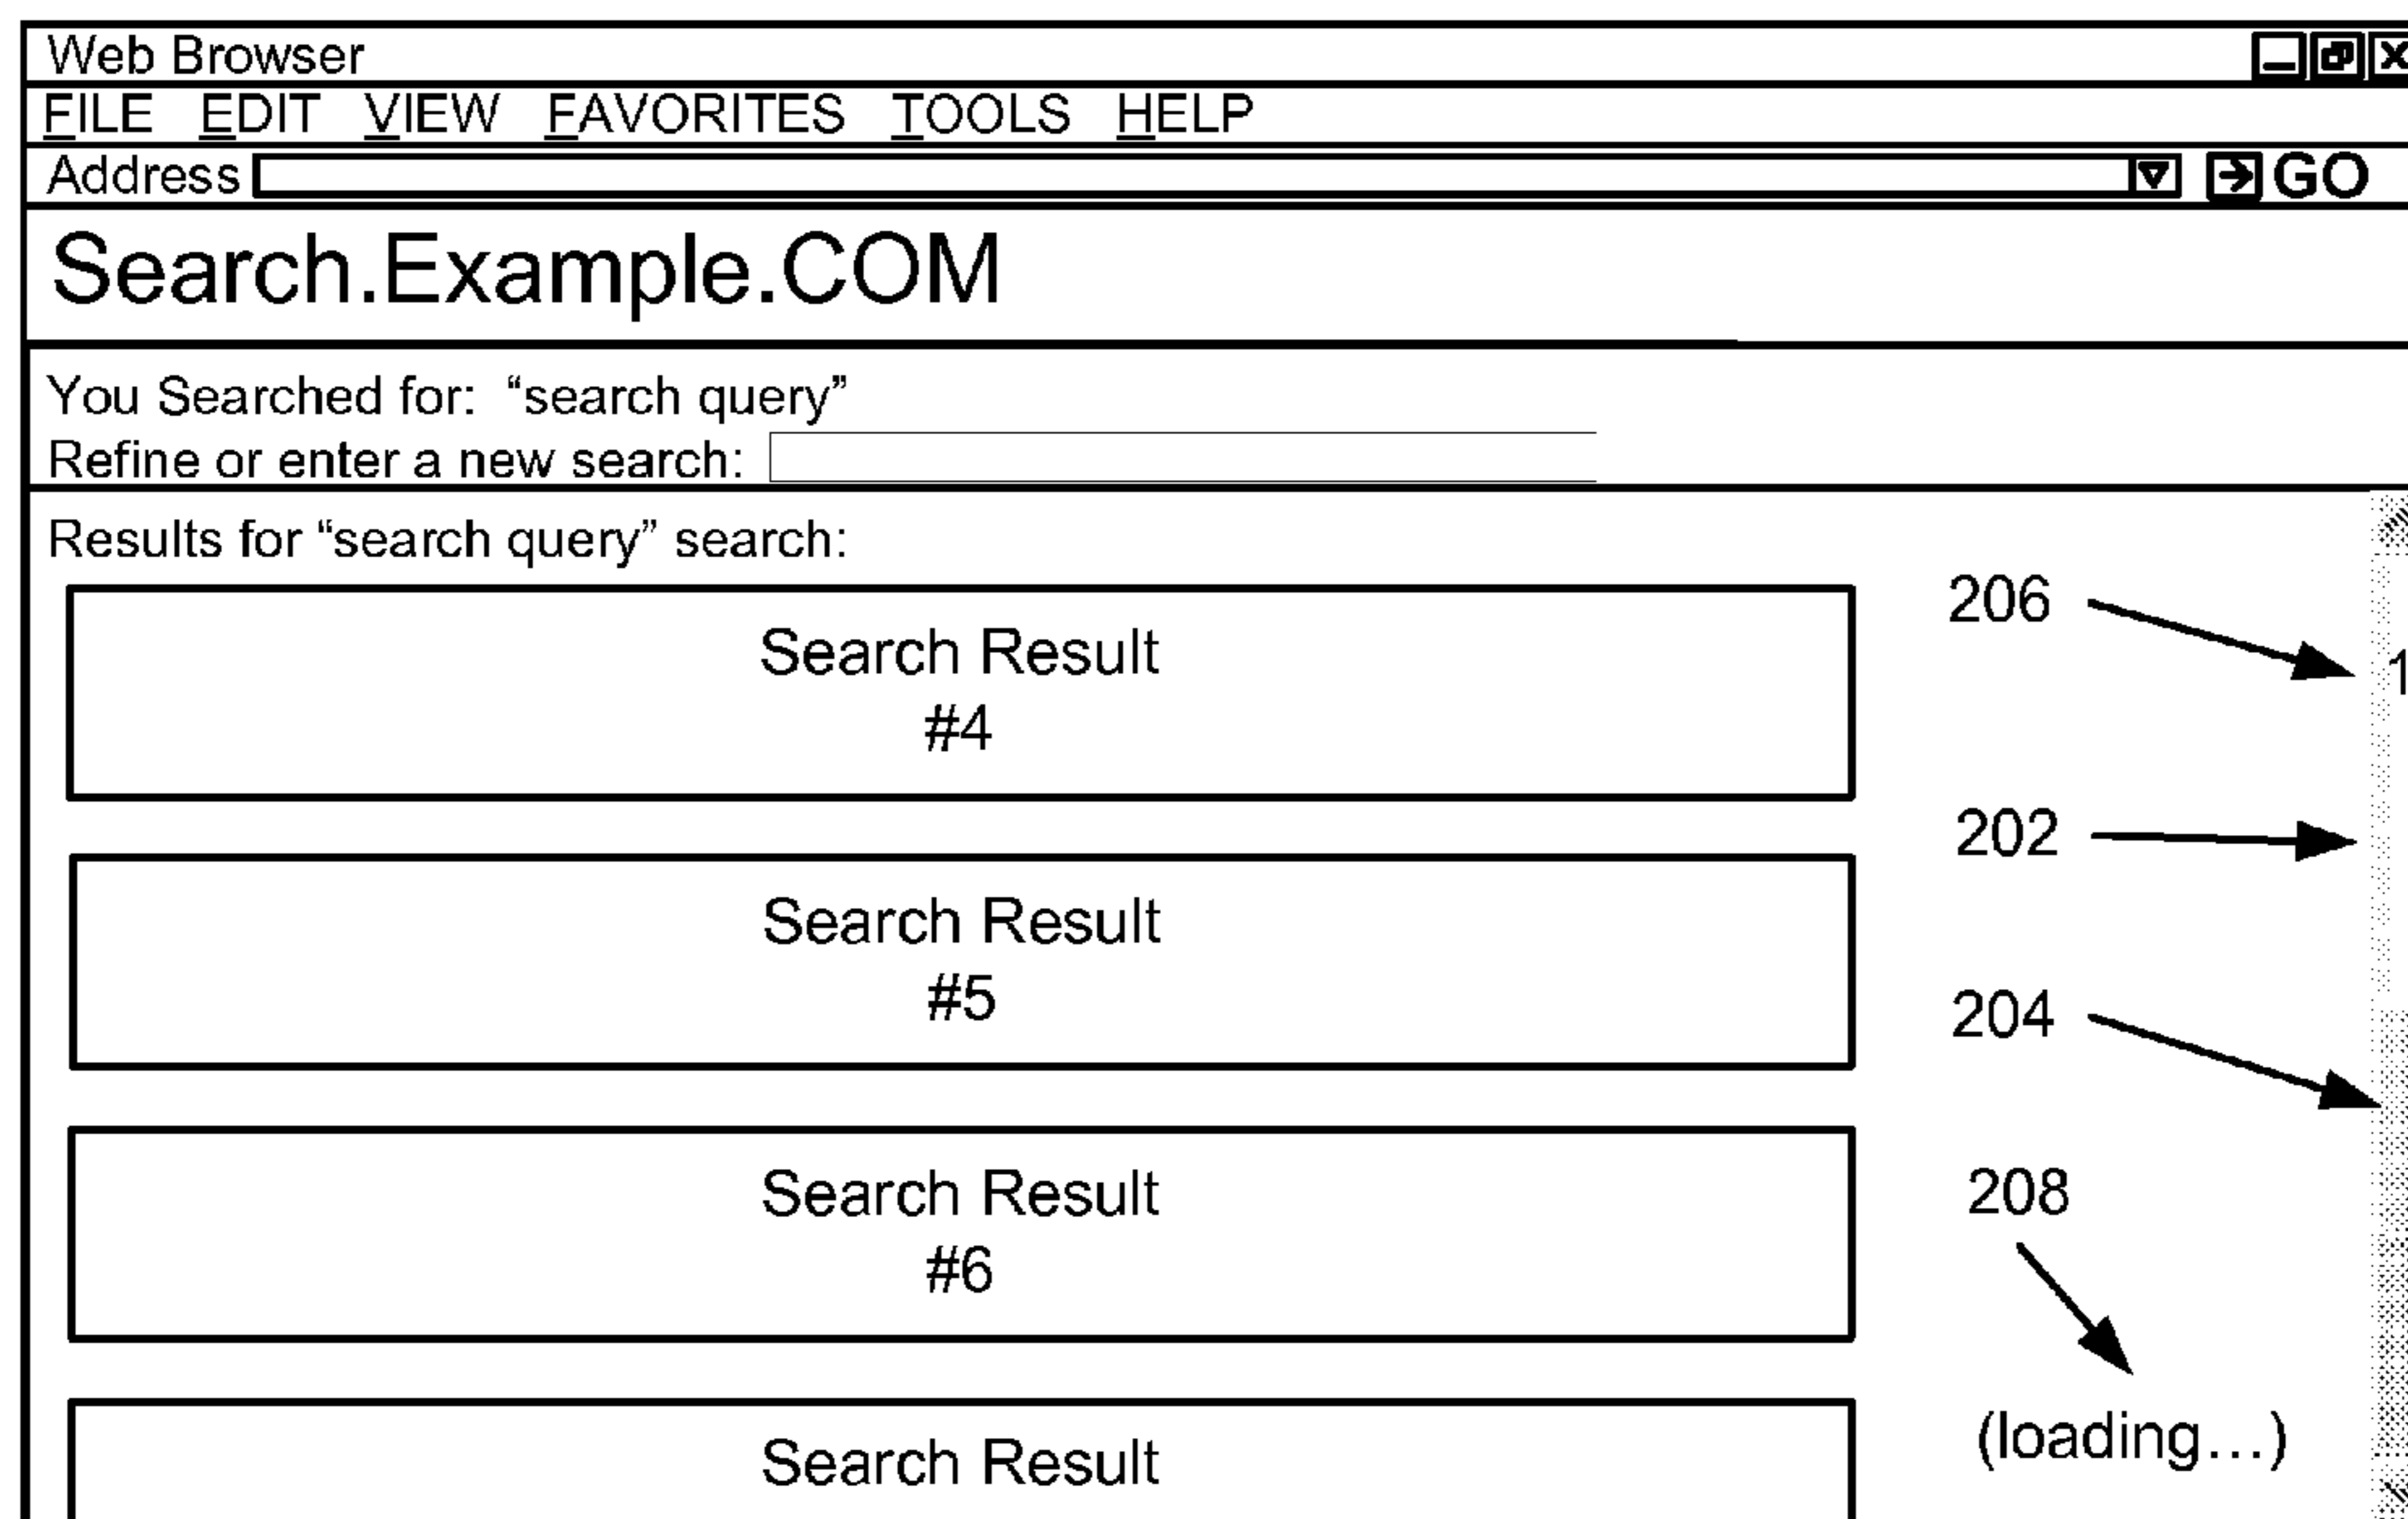 Web Browser
FILE EDIT VIEW FAVORITES TOOLS HELP
Address GO
Search.Example.COM
You Searched for: “search query”
Refine or enter a new search:
Results for “search query” search:
Search Result
#4
206
1
Search Result
#5
202
204
Search Result
#6
208
Search Result
(loading...)